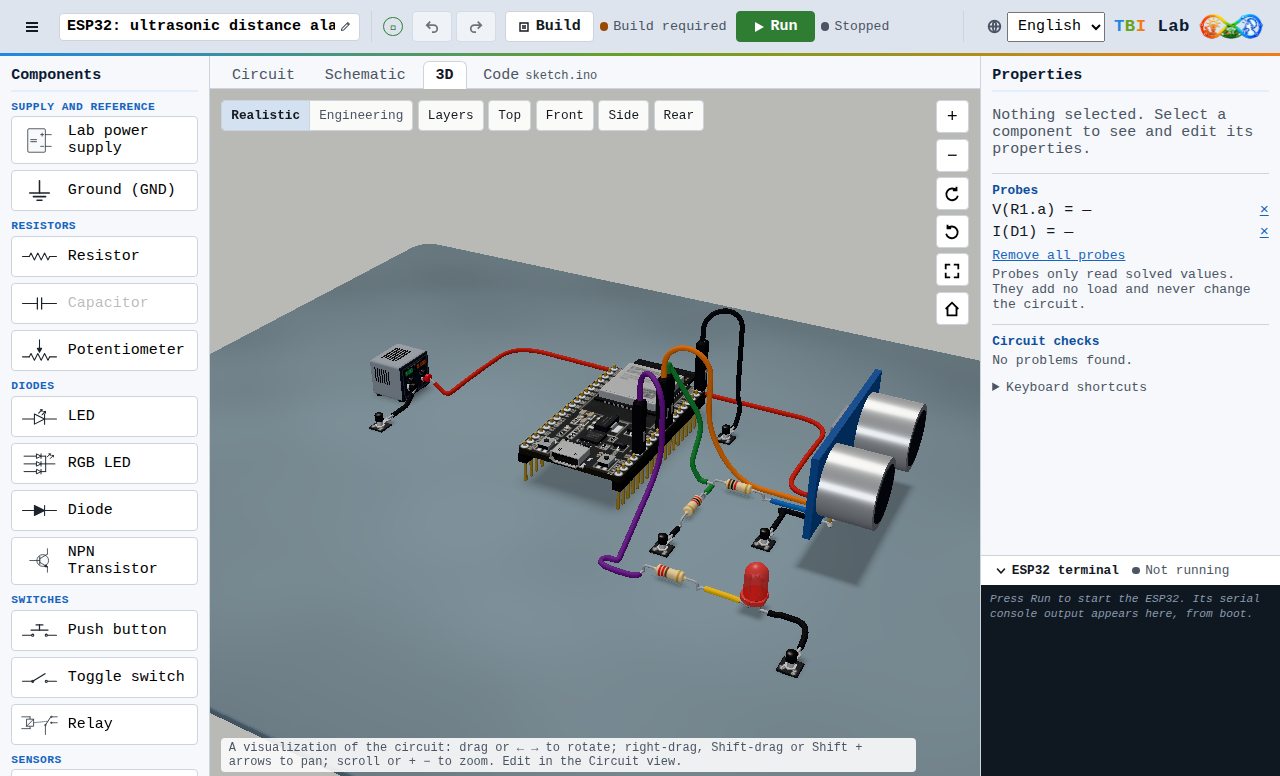 ESP32: ultrasonic distance ala
Build
Build required
Run
Stopped
English
TBI Lab
Components
SUPPLY AND REFERENCE
Lab power
supply
Ground (GND)
RESISTORS
Resistor
Capacitor
Potentiometer
DIODES
LED
RGB LED
Diode
NPN
Transistor
SWITCHES
Push button
Toggle switch
Relay
SENSORS
Circuit
Schematic
3D
Code sketch.ino
Realistic
Engineering
Layers
Top
Front
Side
Rear
A visualization of the circuit: drag or ← → to rotate; right-drag, Shift-drag or Shift +
arrows to pan; scroll or + − to zoom. Edit in the Circuit view.
Properties
Nothing selected. Select a
component to see and edit its
properties.
Probes
V(R1.a) = —
I(D1) = —
Remove all probes
Probes only read solved values.
They add no load and never change
the circuit.
Circuit checks
No problems found.
Keyboard shortcuts
ESP32 terminal
Not running
Press Run to start the ESP32. Its serial
console output appears here, from boot.